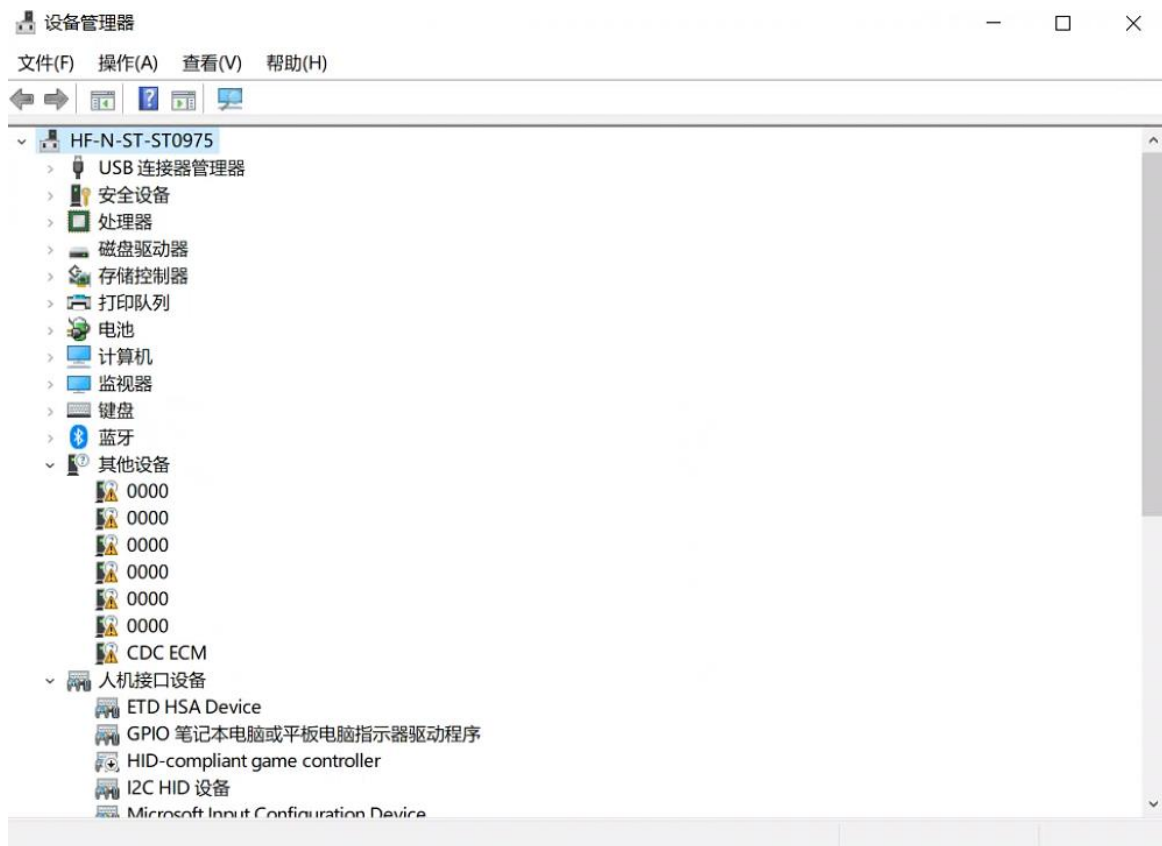 设备管理器
文件(F) 操作(A) 查看(V) 帮助(H)
HF-N-ST-ST0975
USB 连接器管理器
安全设备
处理器
磁盘驱动器
存储控制器
打印队列
电池
计算机
监视器
键盘
蓝牙
其他设备
0000
0000
0000
0000
0000
0000
CDC ECM
人机接口设备
ETD HSA Device
GPIO 笔记本电脑或平板电脑指示器驱动程序
HID-compliant game controller
I2C HID 设备
Microsoft Input Configuration Device